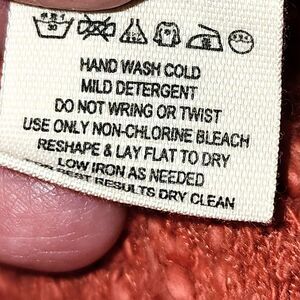 30
HAND WASH COLD
MILD DETERGENT
DO NOT WRING OR TWIST
USE ONLY NON-CHLORINE BLEACH
RESHAPE & LAY FLAT TO DRY
LOW IRON AS NEEDED
BEST RESULTS DRY CLEAN